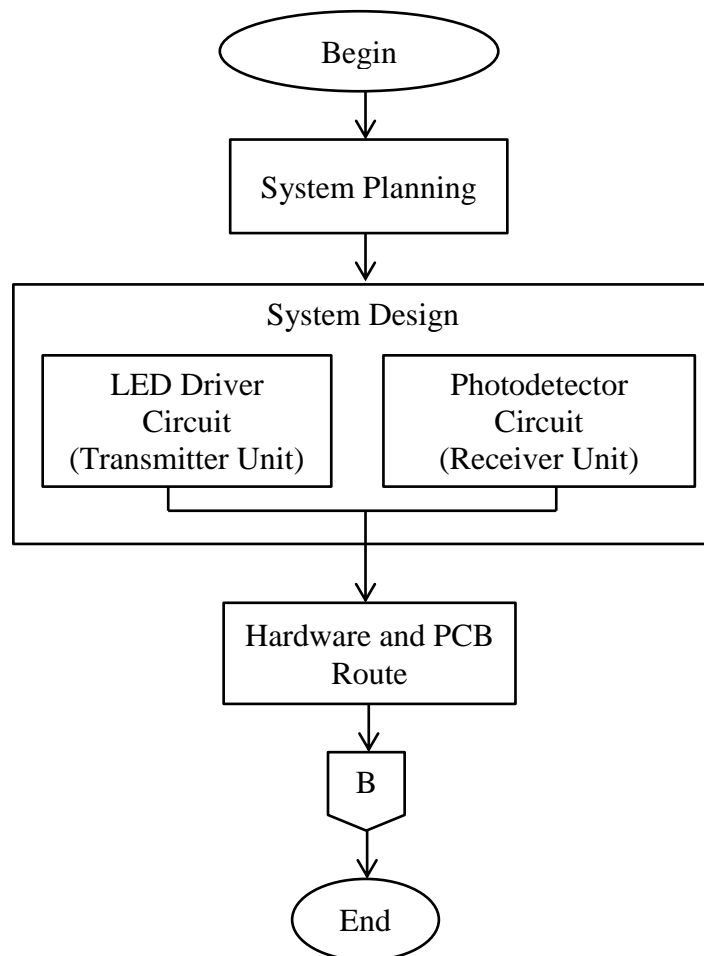 Begin
System Planning
System Design
LED Driver
Circuit
(Transmitter Unit)
Photodetector
Circuit
(Receiver Unit)
Hardware and PCB
Route
B
End